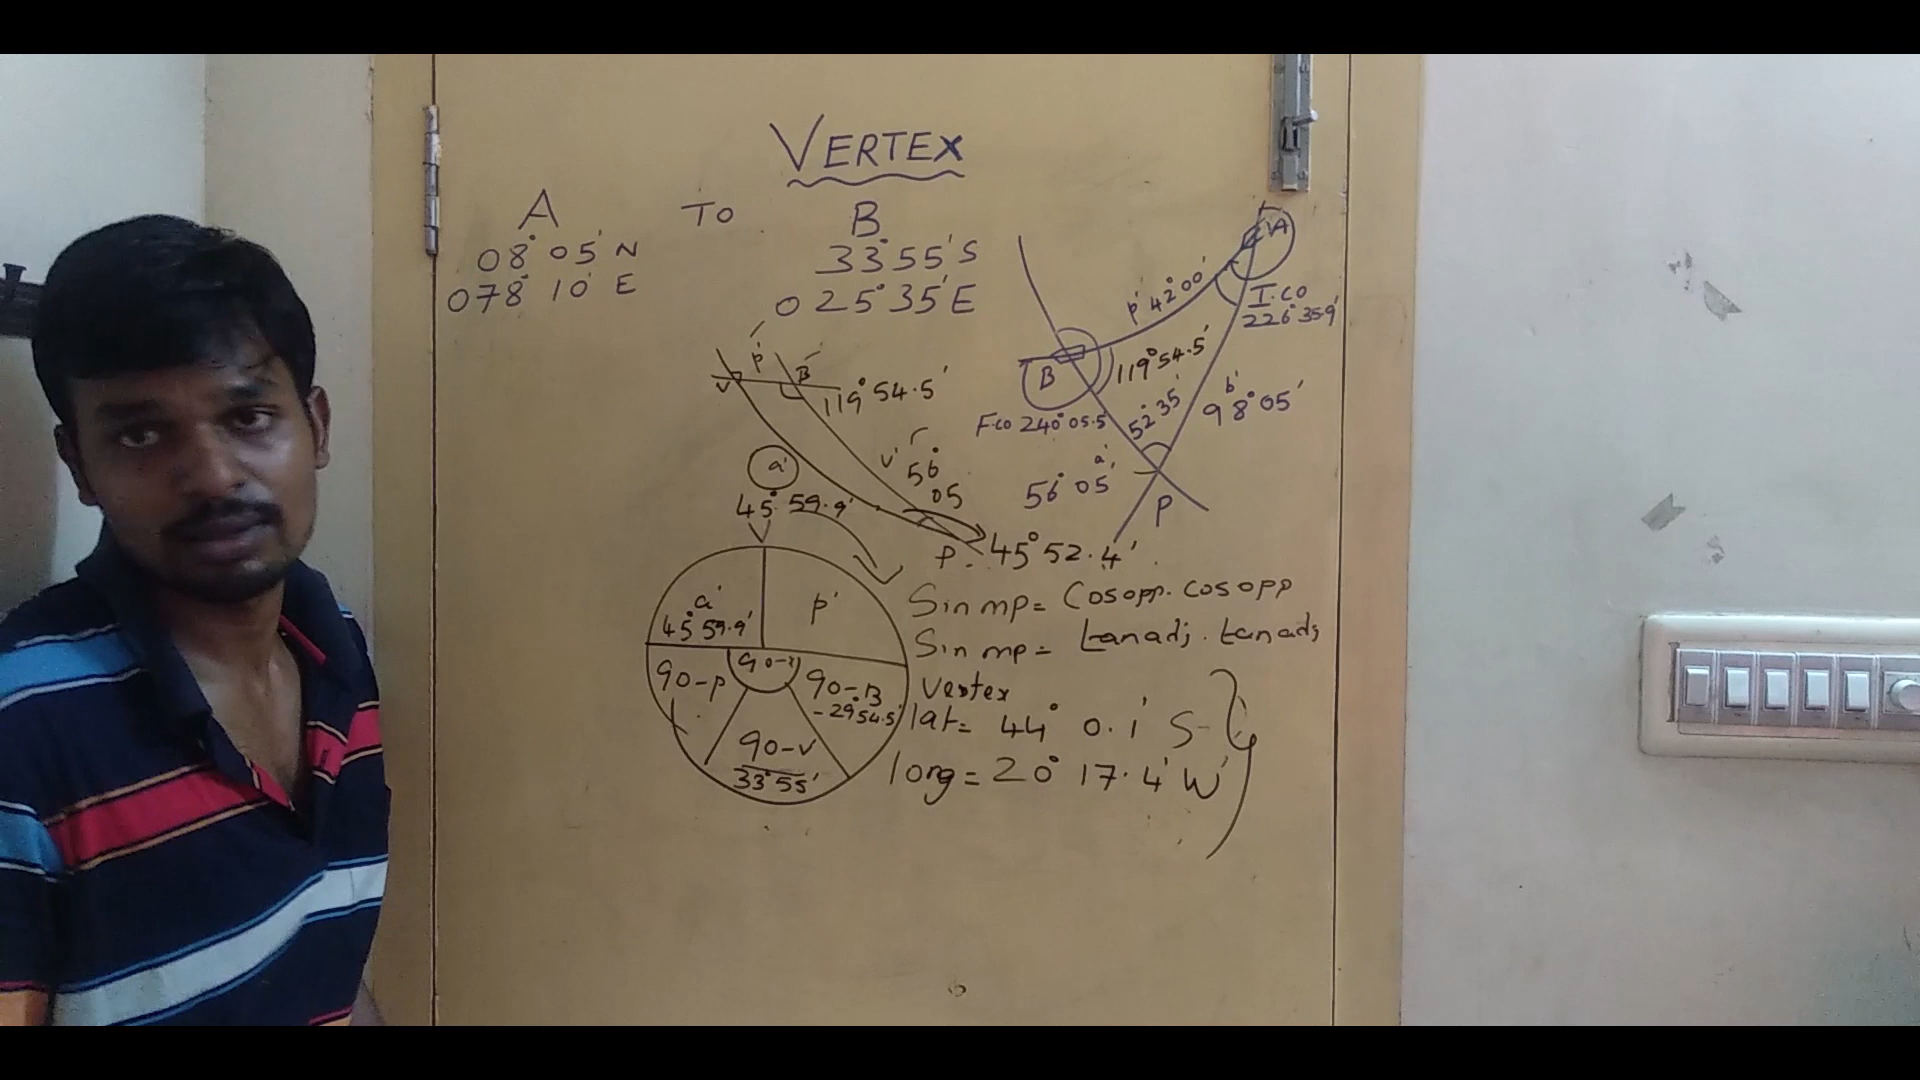 VERTEX
A TO B
08° 05' N 33° 55' S
078° 10' E 025° 35' E
A
p' 42° 00'
I.CO
226° 35.9'
B
119° 54.5'
F.CO 240° 05.5
52° 35'
b'
98° 05'
a'
56° 05'
P
p'
V
B
119° 54.5'
v'
56°
05
a'
45° 59.9'
P
45° 52.4'
V
a'
45° 59.9'
p'
90-P
90-B
-29° 54.5'
90-v
33° 55'
Sin mp = Cos opp. cos opp
Sin mp = tan adj. tan adj
Vertex
lat = 44° 0.1' S
long = 20° 17.4' W